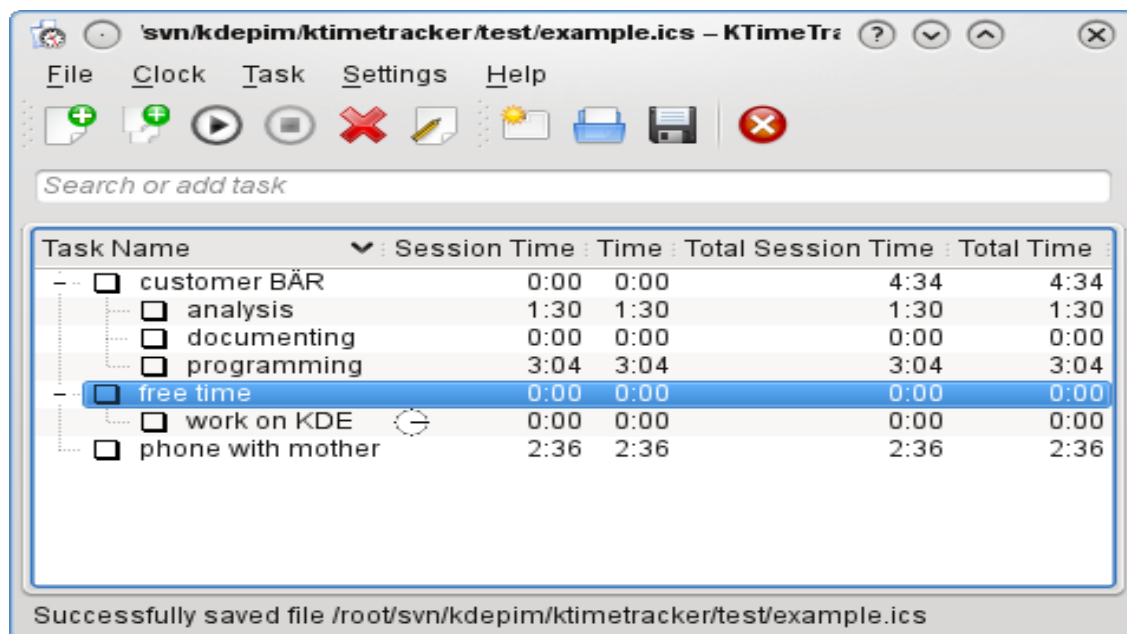 'svn/kdepim/ktimetracker/test/example.ics – KTimeTra
File Clock Task Settings Help
Search or add task
Task Name Session Time Time Total Session Time Total Time
customer BÄR 0:00 0:00 4:34 4:34
analysis 1:30 1:30 1:30 1:30
documenting 0:00 0:00 0:00 0:00
programming 3:04 3:04 3:04 3:04
free time 0:00 0:00 0:00 0:00
work on KDE 0:00 0:00 0:00 0:00
phone with mother 2:36 2:36 2:36 2:36
Successfully saved file /root/svn/kdepim/ktimetracker/test/example.ics